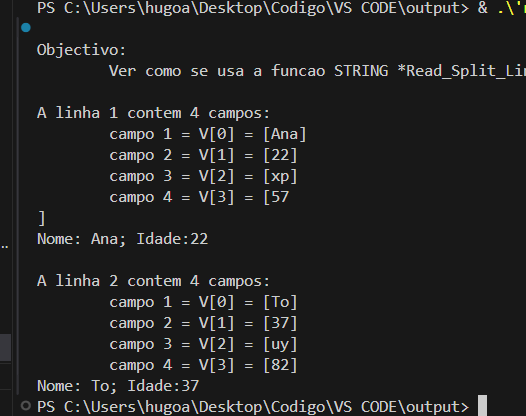 PS C:\Users\hugoa\Desktop\Codigo\VS CODE\output> & .\'
Objectivo:
Ver como se usa a funcao STRING *Read_Split_Li
A linha 1 contem 4 campos:
campo 1 = V[0] = [Ana]
campo 2 = V[1] = [22]
campo 3 = V[2] = [xp]
campo 4 = V[3] = [57
]
Nome: Ana; Idade:22
A linha 2 contem 4 campos:
campo 1 = V[0] = [To]
campo 2 = V[1] = [37]
campo 3 = V[2] = [uy]
campo 4 = V[3] = [82]
Nome: To; Idade:37
PS C:\Users\hugoa\Desktop\Codigo\VS CODE\output>